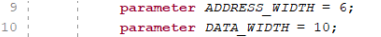 9 parameter ADDRESS_WIDTH = 6;
10 parameter DATA_WIDTH = 10;